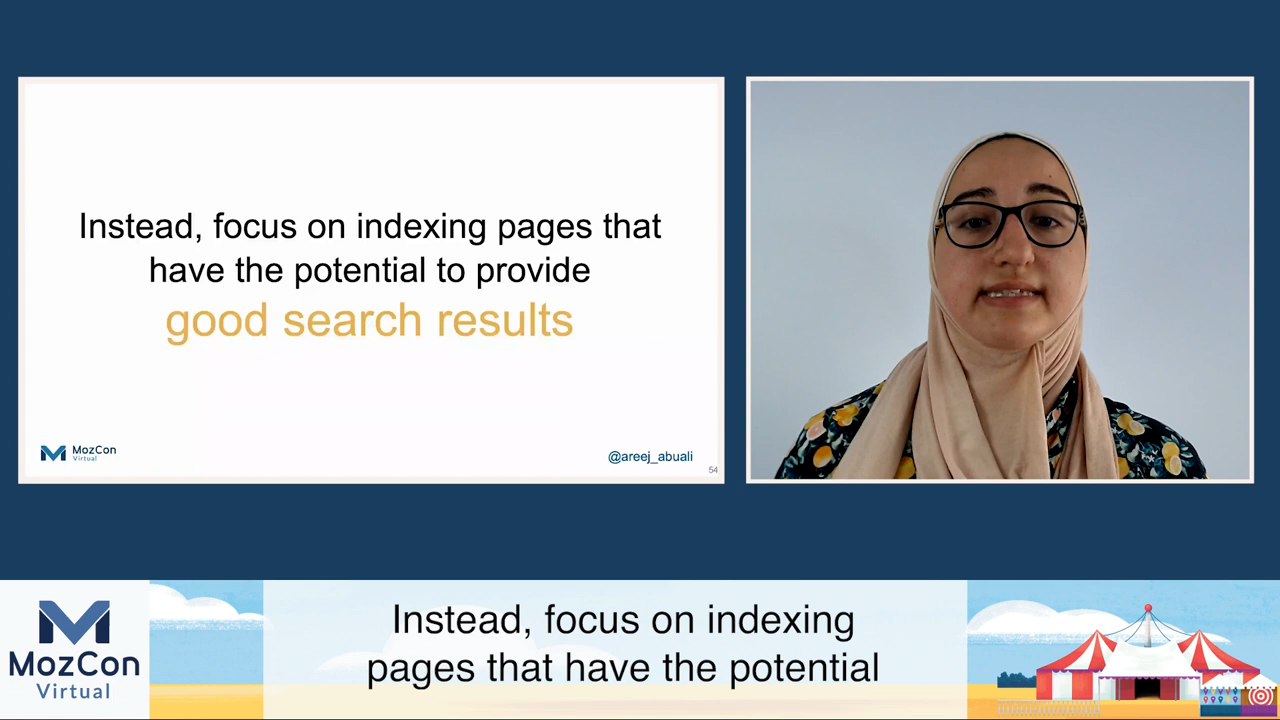 Instead, focus on indexing pages that
have the potential to provide
good search results
MozCon
Virtual
@areej_abuali
54
MozCon
Virtual
Instead, focus on indexing
pages that have the potential